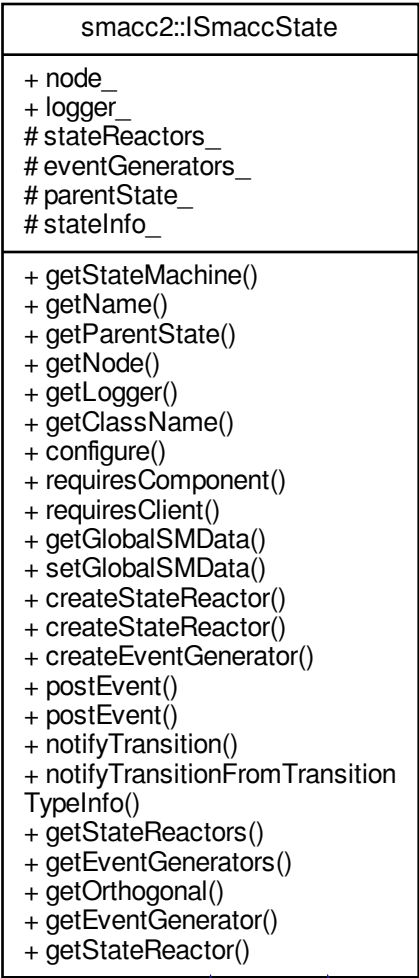 smacc2::ISmaccState
+ node_
+ logger_
# stateReactors_
# eventGenerators_
# parentState_
# stateInfo_
+ getStateMachine()
+ getName()
+ getParentState()
+ getNode()
+ getLogger()
+ getClassName()
+ configure()
+ requiresComponent()
+ requiresClient()
+ getGlobalSMData()
+ setGlobalSMData()
+ createStateReactor()
+ createStateReactor()
+ createEventGenerator()
+ postEvent()
+ postEvent()
+ notifyTransition()
+ notifyTransitionFromTransition
TypeInfo()
+ getStateReactors()
+ getEventGenerators()
+ getOrthogonal()
+ getEventGenerator()
+ getStateReactor()